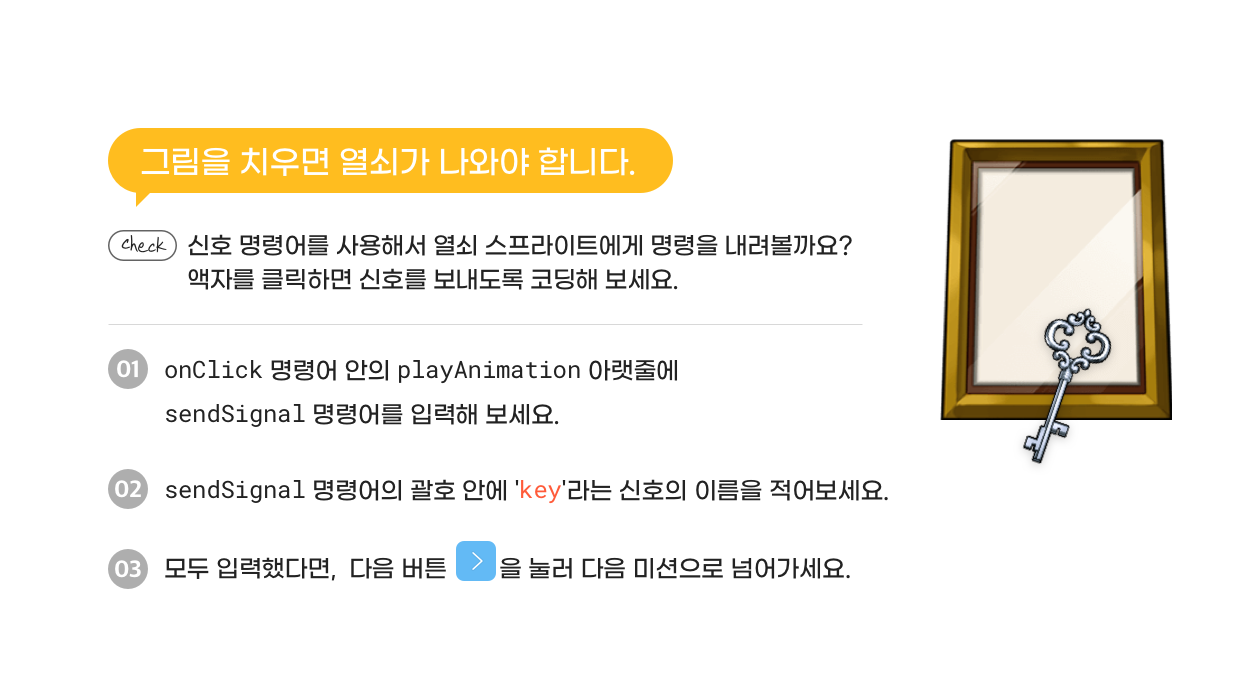 그림을 치우면 열쇠가 나와야 합니다.
check 신호 명령어를 사용해서 열쇠 스프라이트에게 명령을 내려볼까요?
액자를 클릭하면 신호를 보내도록 코딩해 보세요.
01 onClick 명령어 안의 playAnimation 아랫줄에
sendSignal 명령어를 입력해 보세요.
02 sendSignal 명령어의 괄호 안에 'key'라는 신호의 이름을 적어보세요.
03 모두 입력했다면, 다음 버튼 > 을 눌러 다음 미션으로 넘어가세요.